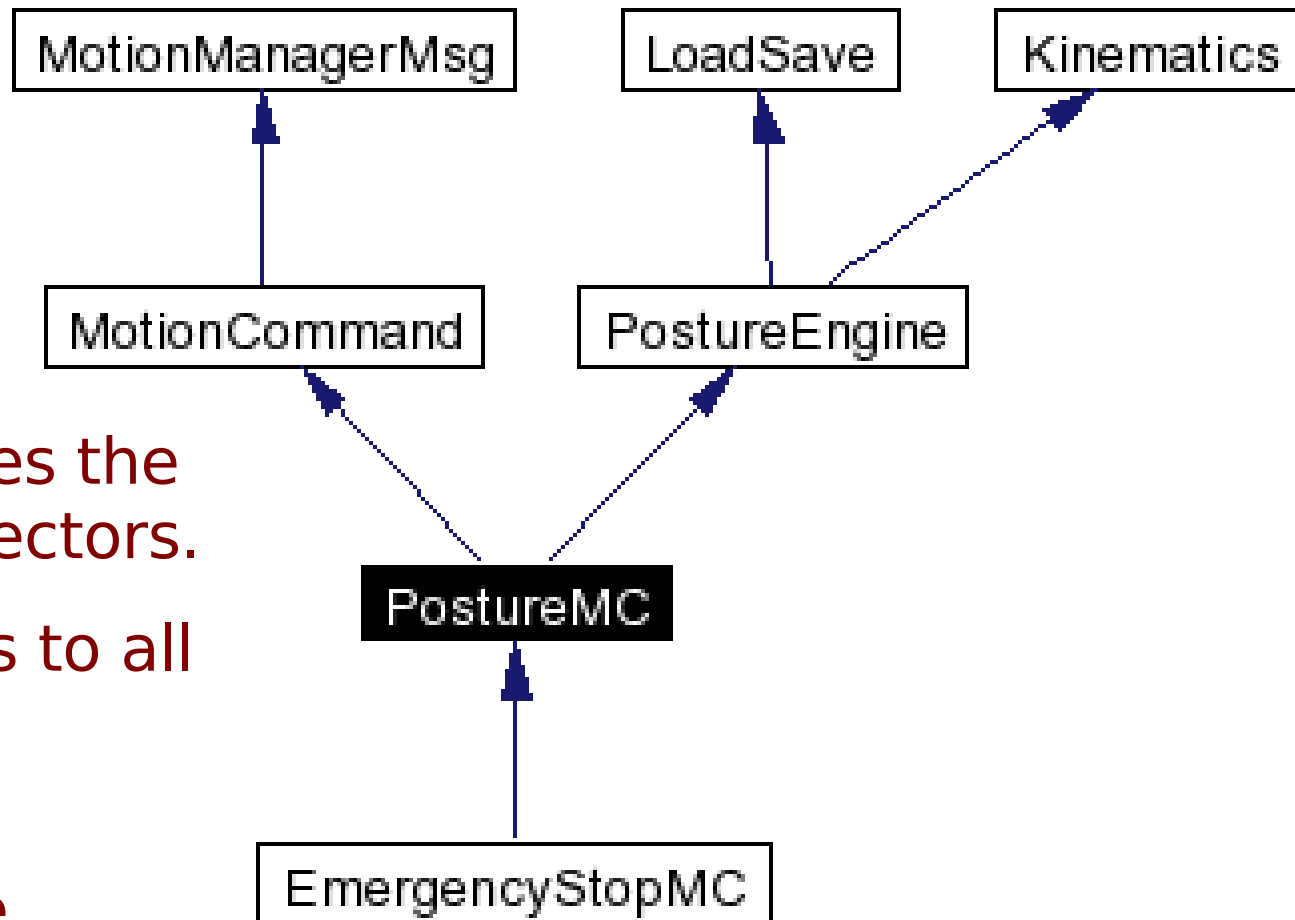 MotionManagerMsg LoadSave Kinematics
MotionCommand PostureEngine
es the
ectors.
PostureMC
s to all
EmergencyStopMC